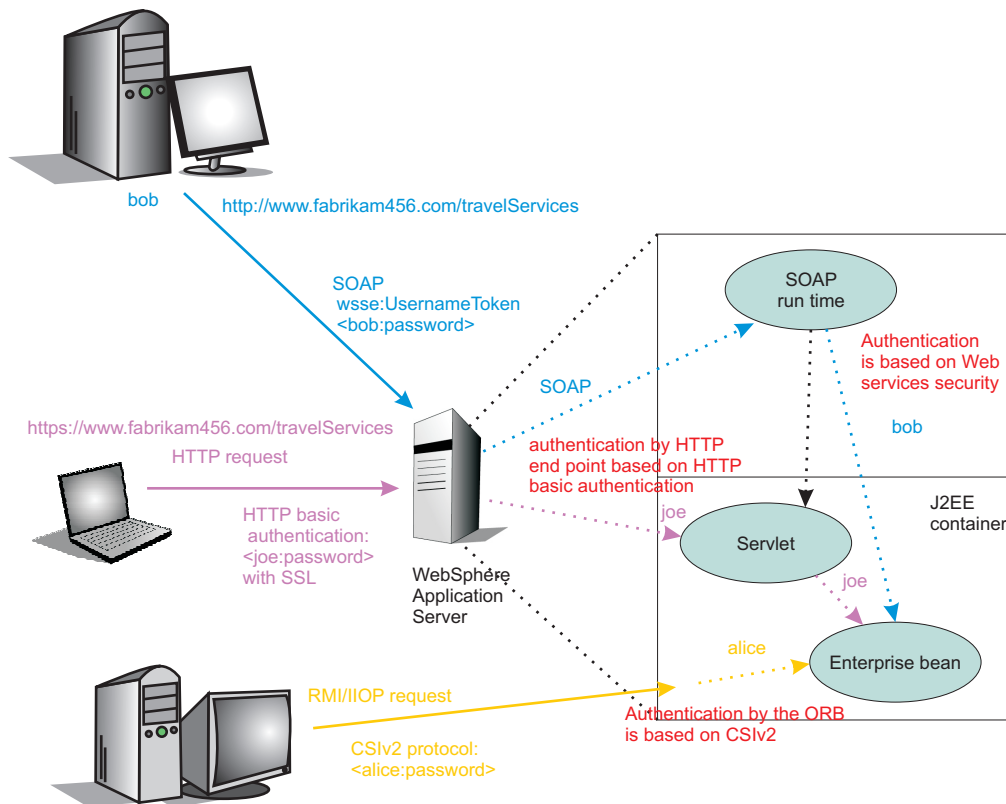 bob
http://www.fabrikam456.com/travelServices
SOAP
wsse:UsernameToken
<bob:password>
SOAP
run time
Authentication
is based on Web
services security
SOAP
bob
https://www.fabrikam456.com/travelServices
HTTP request
authentication by HTTP
end point based on HTTP
basic authentication
HTTP basic
authentication:
<joe:password>
with SSL
joe
J2EE
container
Servlet
WebSphere
Application
Server
joe
alice
Enterprise bean
RMI/IIOP request
CSIv2 protocol:
<alice:password>
Authentication by the ORB
is based on CSIv2